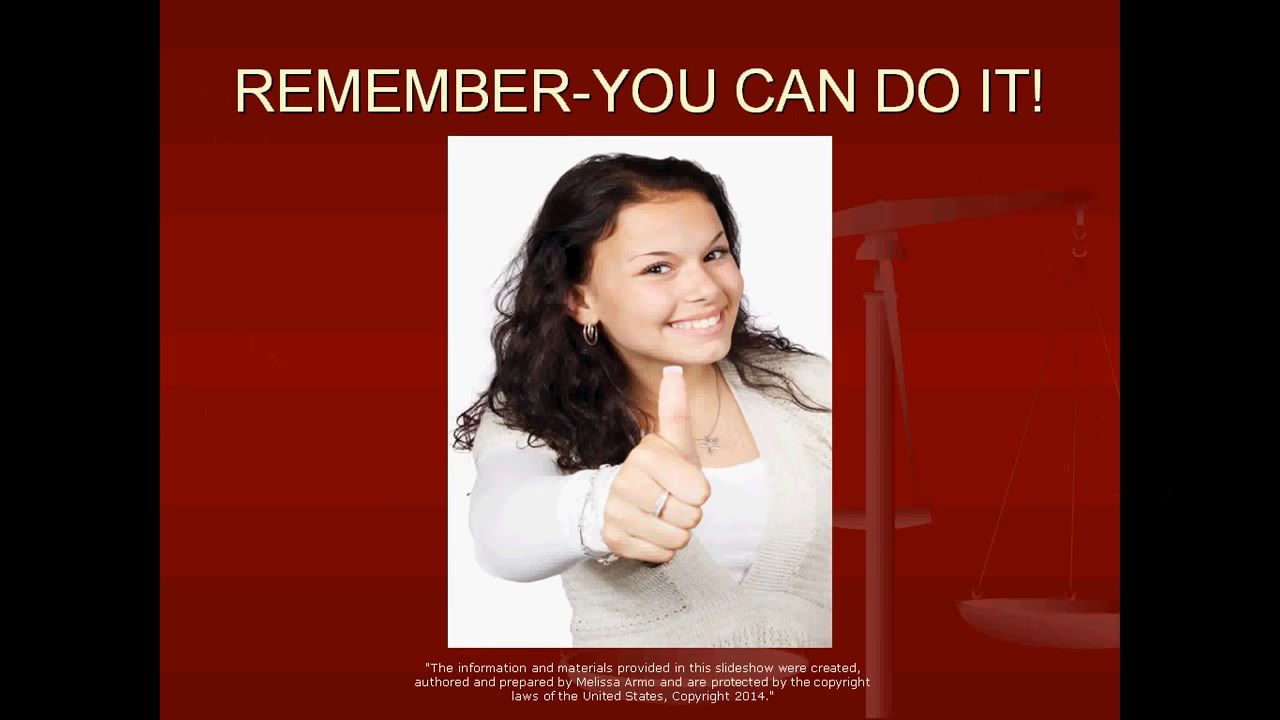 REMEMBER-YOU CAN DO IT!
"The information and materials provided in this slideshow were created,
authored and prepared by Melissa Armo and are protected by the copyright
laws of the United States, Copyright 2014."